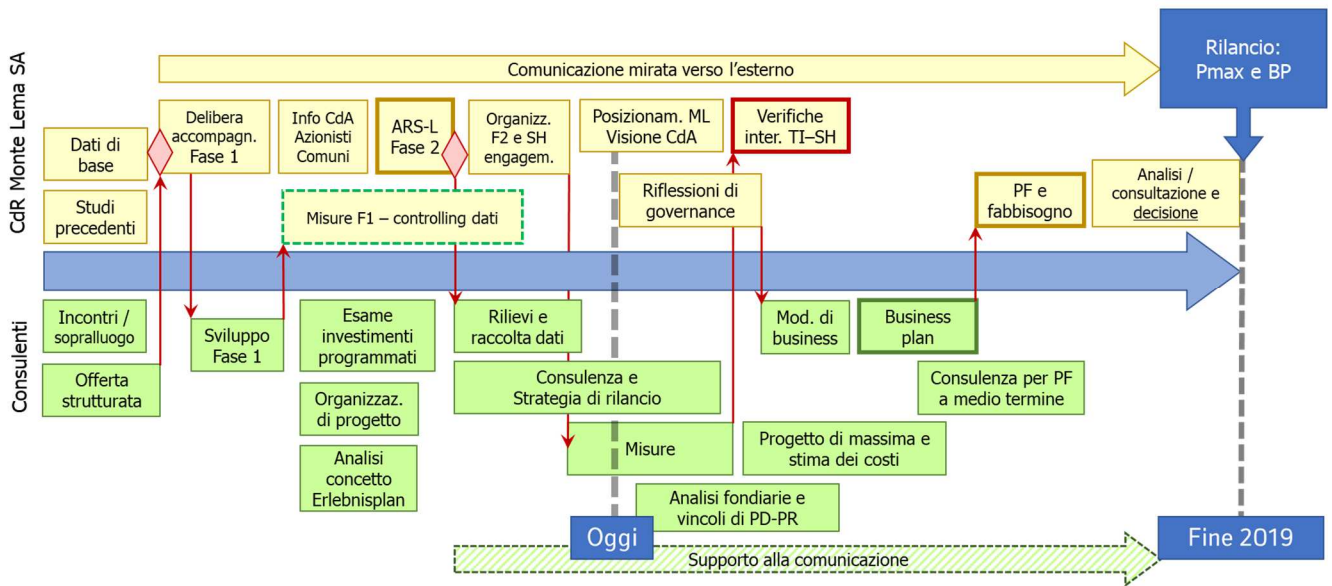 CdR Monte Lema SA
Comunicazione mirata verso l'esterno
Rilancio:
Pmax e BP
Dati di
base
Studi
precedenti
Delibera
accompagn.
Fase 1
Info CdA
Azionisti
Comuni
ARS-L
Fase 2
Organizz.
F2 e SH
engagem.
Posizionam. ML
Visione CdA
Verifiche
inter. TI–SH
Misure F1 – controlling dati
Riflessioni di
governance
PF e
fabbisogno
Analisi /
consultazione e
decisione
Consulenti
Incontri /
sopralluogo
Offerta
strutturata
Sviluppo
Fase 1
Esame
investimenti
programmati
Organizzaz.
di progetto
Analisi
concetto
Erlebnisplan
Rilievi e
raccolta dati
Consulenza e
Strategia di rilancio
Misure
Analisi fondiarie e
vincoli di PD-PR
Mod. di
business
Business
plan
Consulenza per PF
a medio termine
Progetto di massima e
stima dei costi
Oggi
Supporto alla comunicazione
Fine 2019